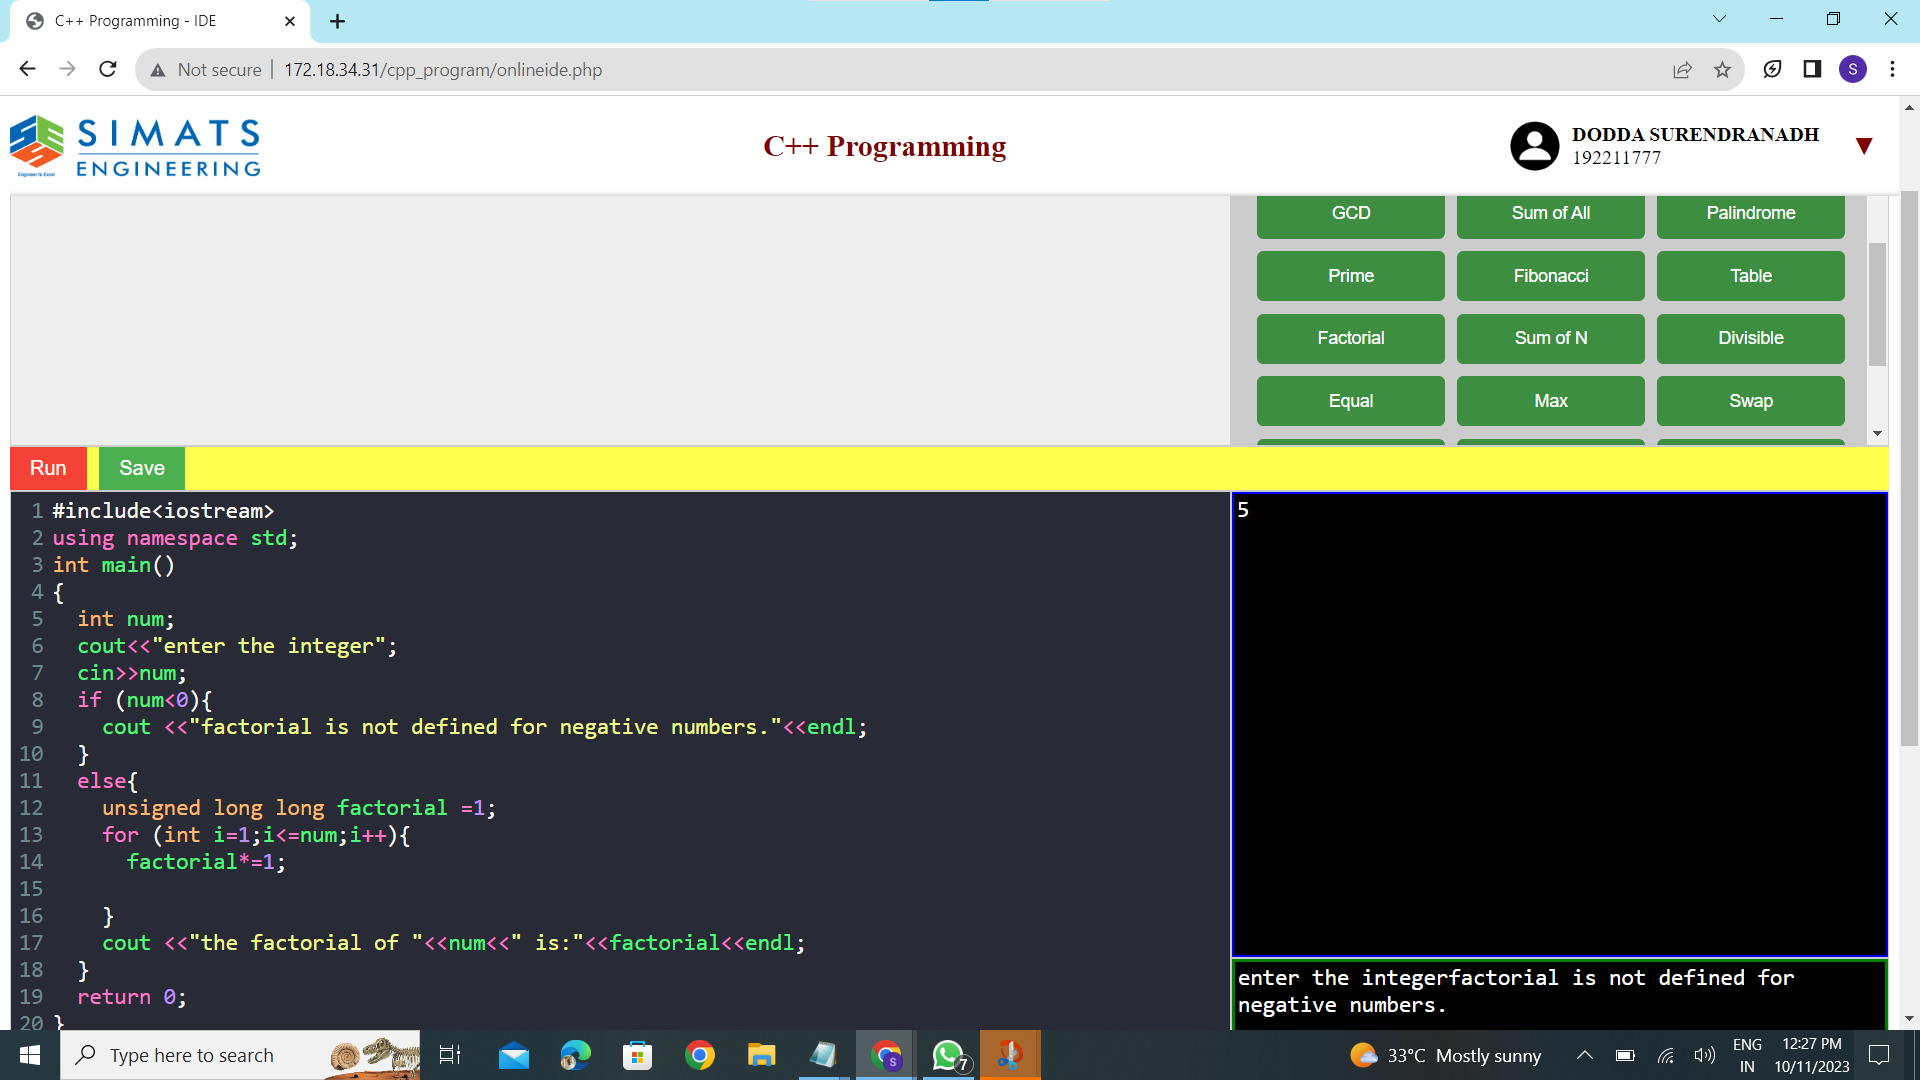 C++ Programming - IDE
Not secure | 172.18.34.31/cpp_program/onlineide.php
S
SIMATS
ENGINEERING
Engineer to Excel
C++ Programming
DODDA SURENDRANADH
192211777
GCD Sum of All Palindrome
Prime Fibonacci Table
Factorial Sum of N Divisible
Equal Max Swap
Run Save
1 #include<iostream>
2 using namespace std;
3 int main()
4 {
5 int num;
6 cout<<"enter the integer";
7 cin>>num;
8 if (num<0){
9 cout <<"factorial is not defined for negative numbers."<<endl;
10 }
11 else{
12 unsigned long long factorial =1;
13 for (int i=1;i<=num;i++){
14 factorial*=1;
15
16 }
17 cout <<"the factorial of "<<num<<" is:"<<factorial<<endl;
18 }
19 return 0;
20 }
5
enter the integerfactorial is not defined for
negative numbers.
Type here to search
S
7
33°C Mostly sunny
ENG
IN
12:27 PM
10/11/2023